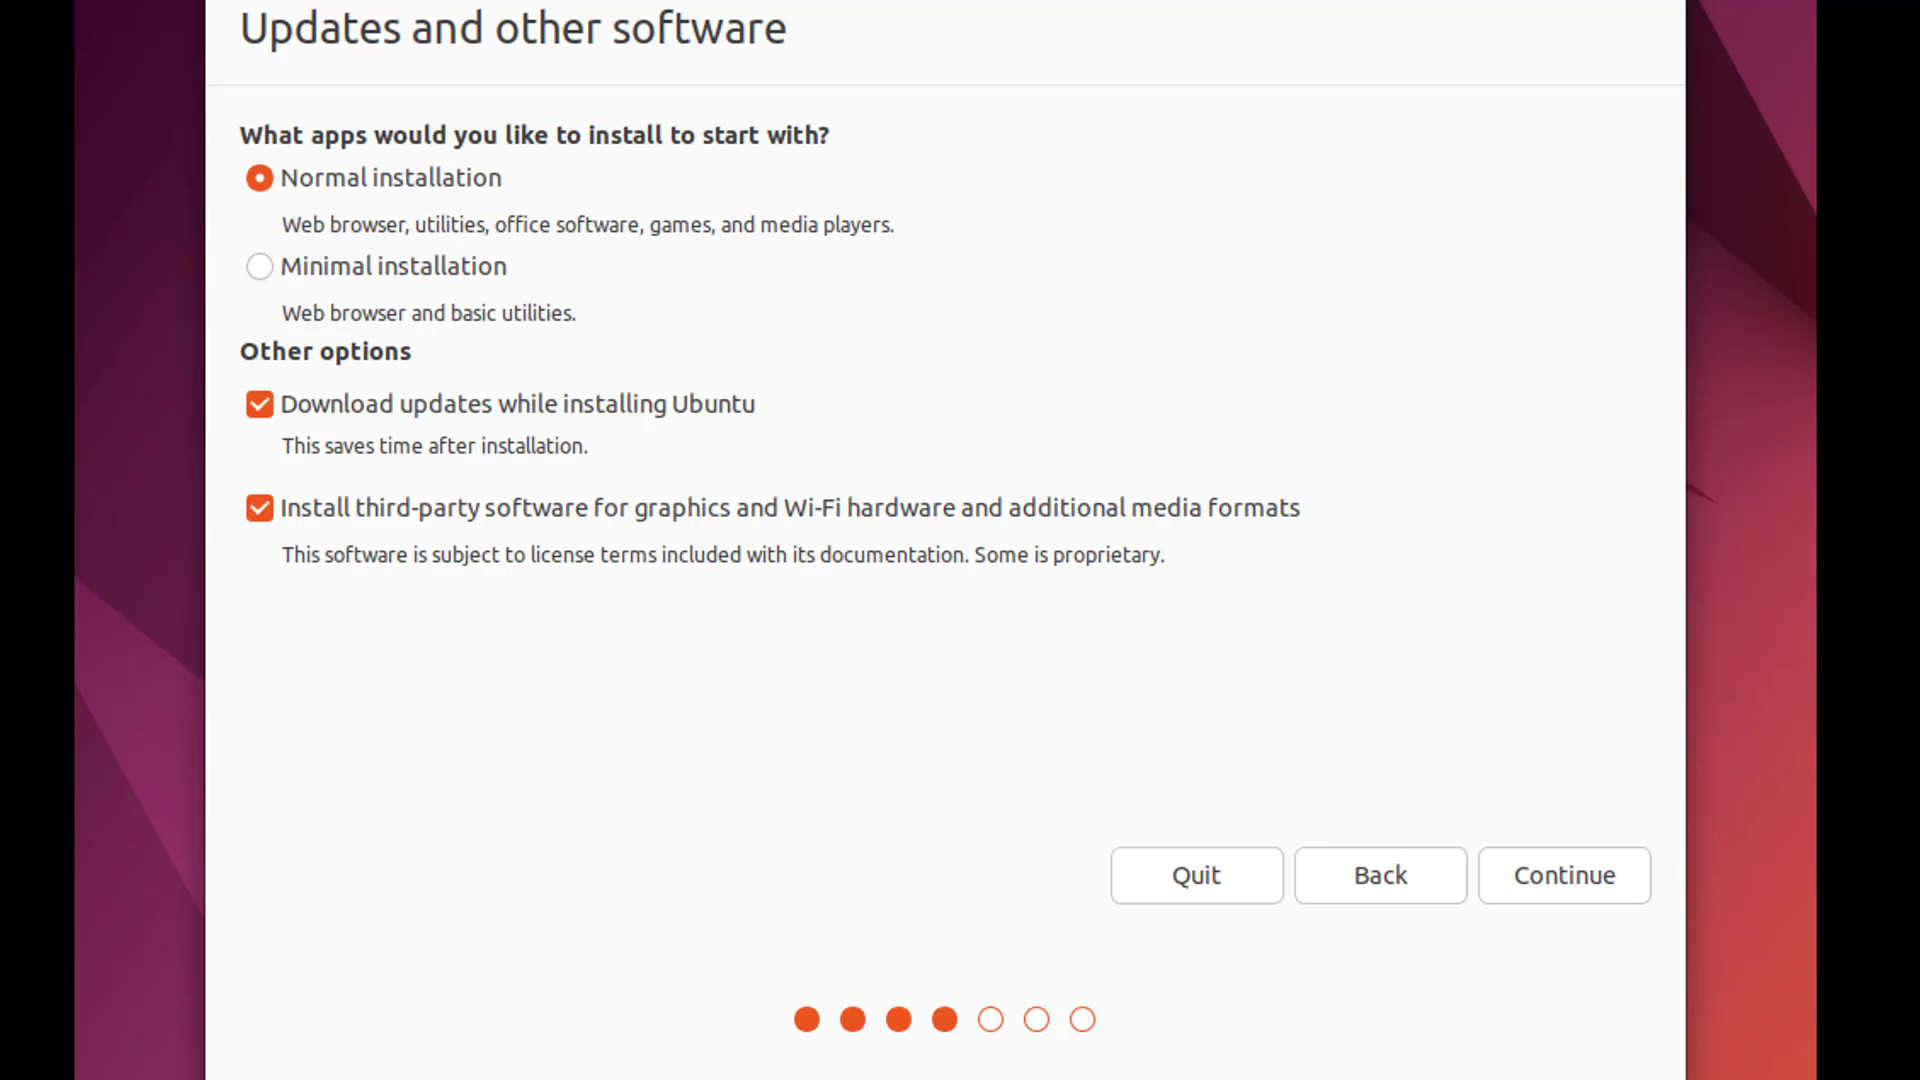 Updates and other software
What apps would you like to install to start with?
Normal installation
Web browser, utilities, office software, games, and media players.
Minimal installation
Web browser and basic utilities.
Other options
Download updates while installing Ubuntu
This saves time after installation.
Install third-party software for graphics and Wi-Fi hardware and additional media formats
This software is subject to license terms included with its documentation. Some is proprietary.
Quit Back Continue